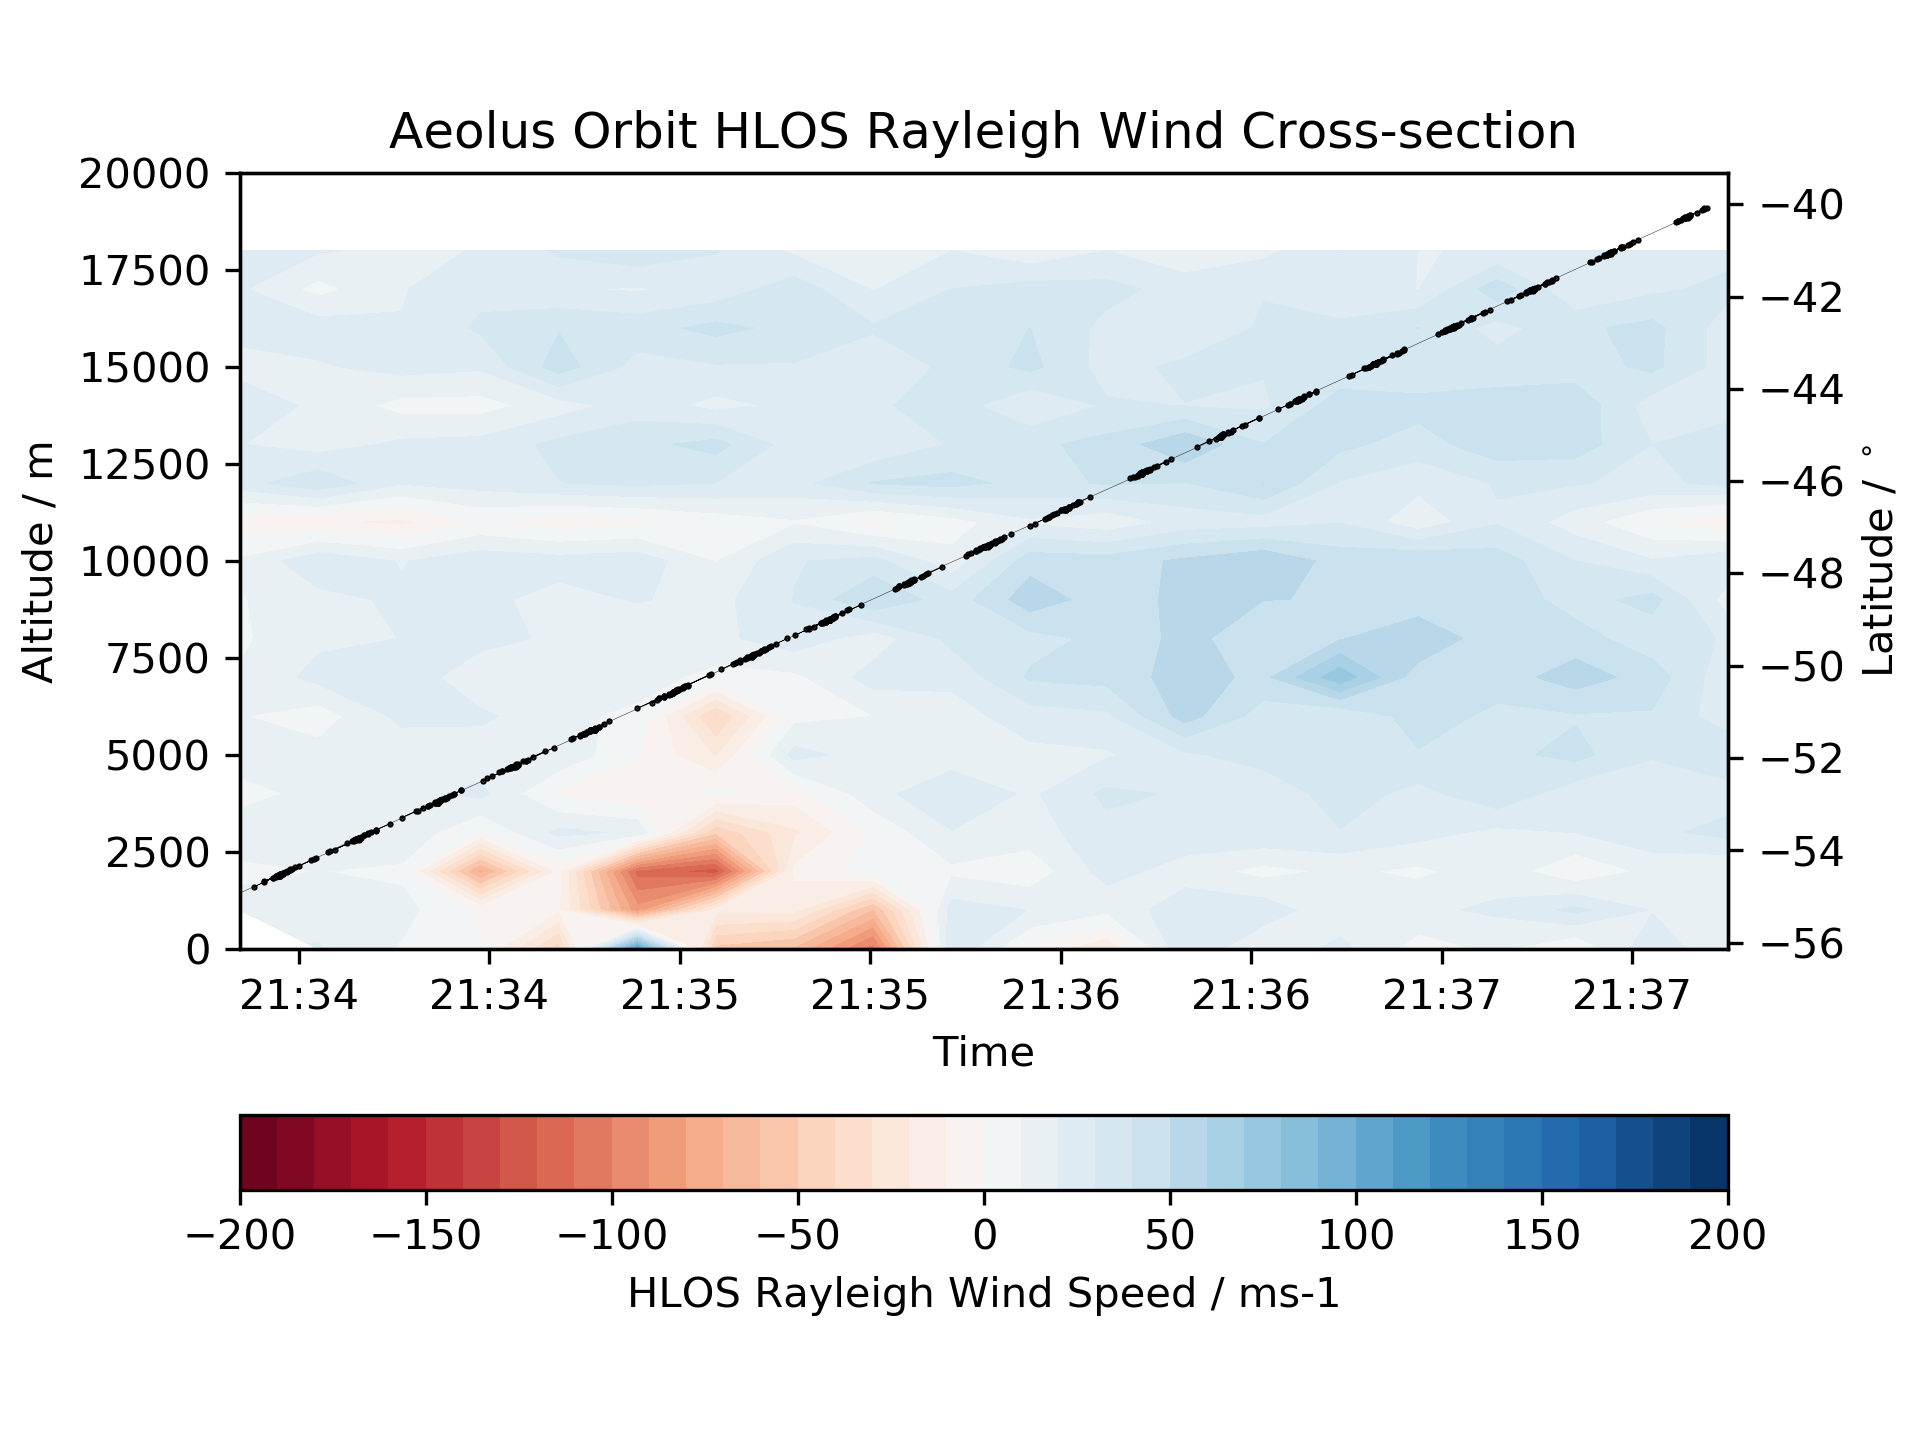 Aeolus Orbit HLOS Rayleigh Wind Cross-section
20000
17500
15000
12500
10000
7500
5000
2500
0
Altitude / m
−40
−42
−44
−46
−48
−50
−52
−54
−56
Latitude / °
21:34 21:34 21:35 21:35 21:36 21:36 21:37 21:37
Time
−200 −150 −100 −50 0 50 100 150 200
HLOS Rayleigh Wind Speed / ms-1